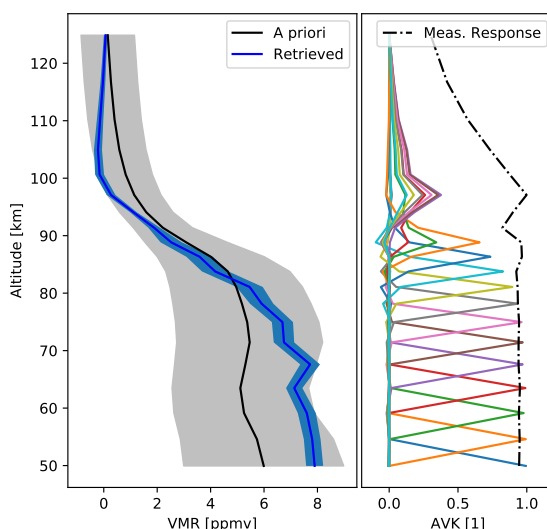 A priori
Retrieved
Meas. Response
Altitude [km]
120
110
100
90
80
70
60
50
0
2
4
6
8
VMR [ppmv]
0.0
0.5
1.0
AVK [1]